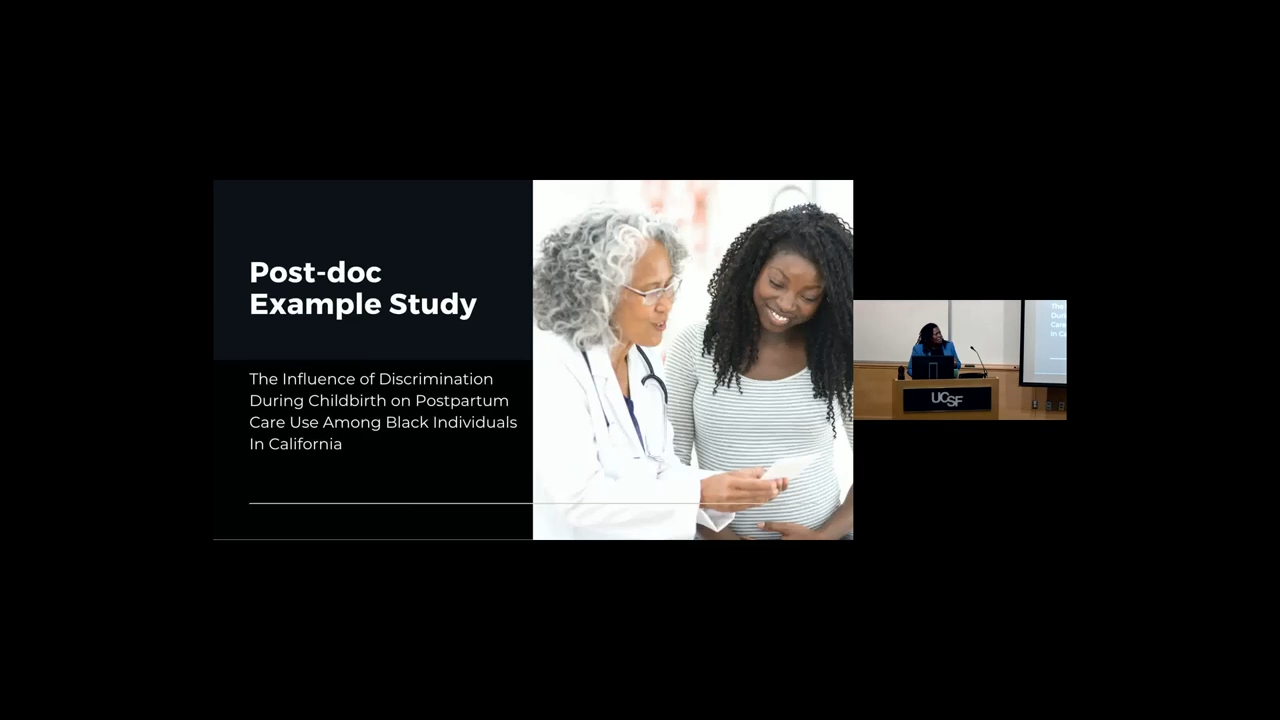 Post-doc
Example Study
The Influence of Discrimination
During Childbirth on Postpartum
Care Use Among Black Individuals
In California
UCSF